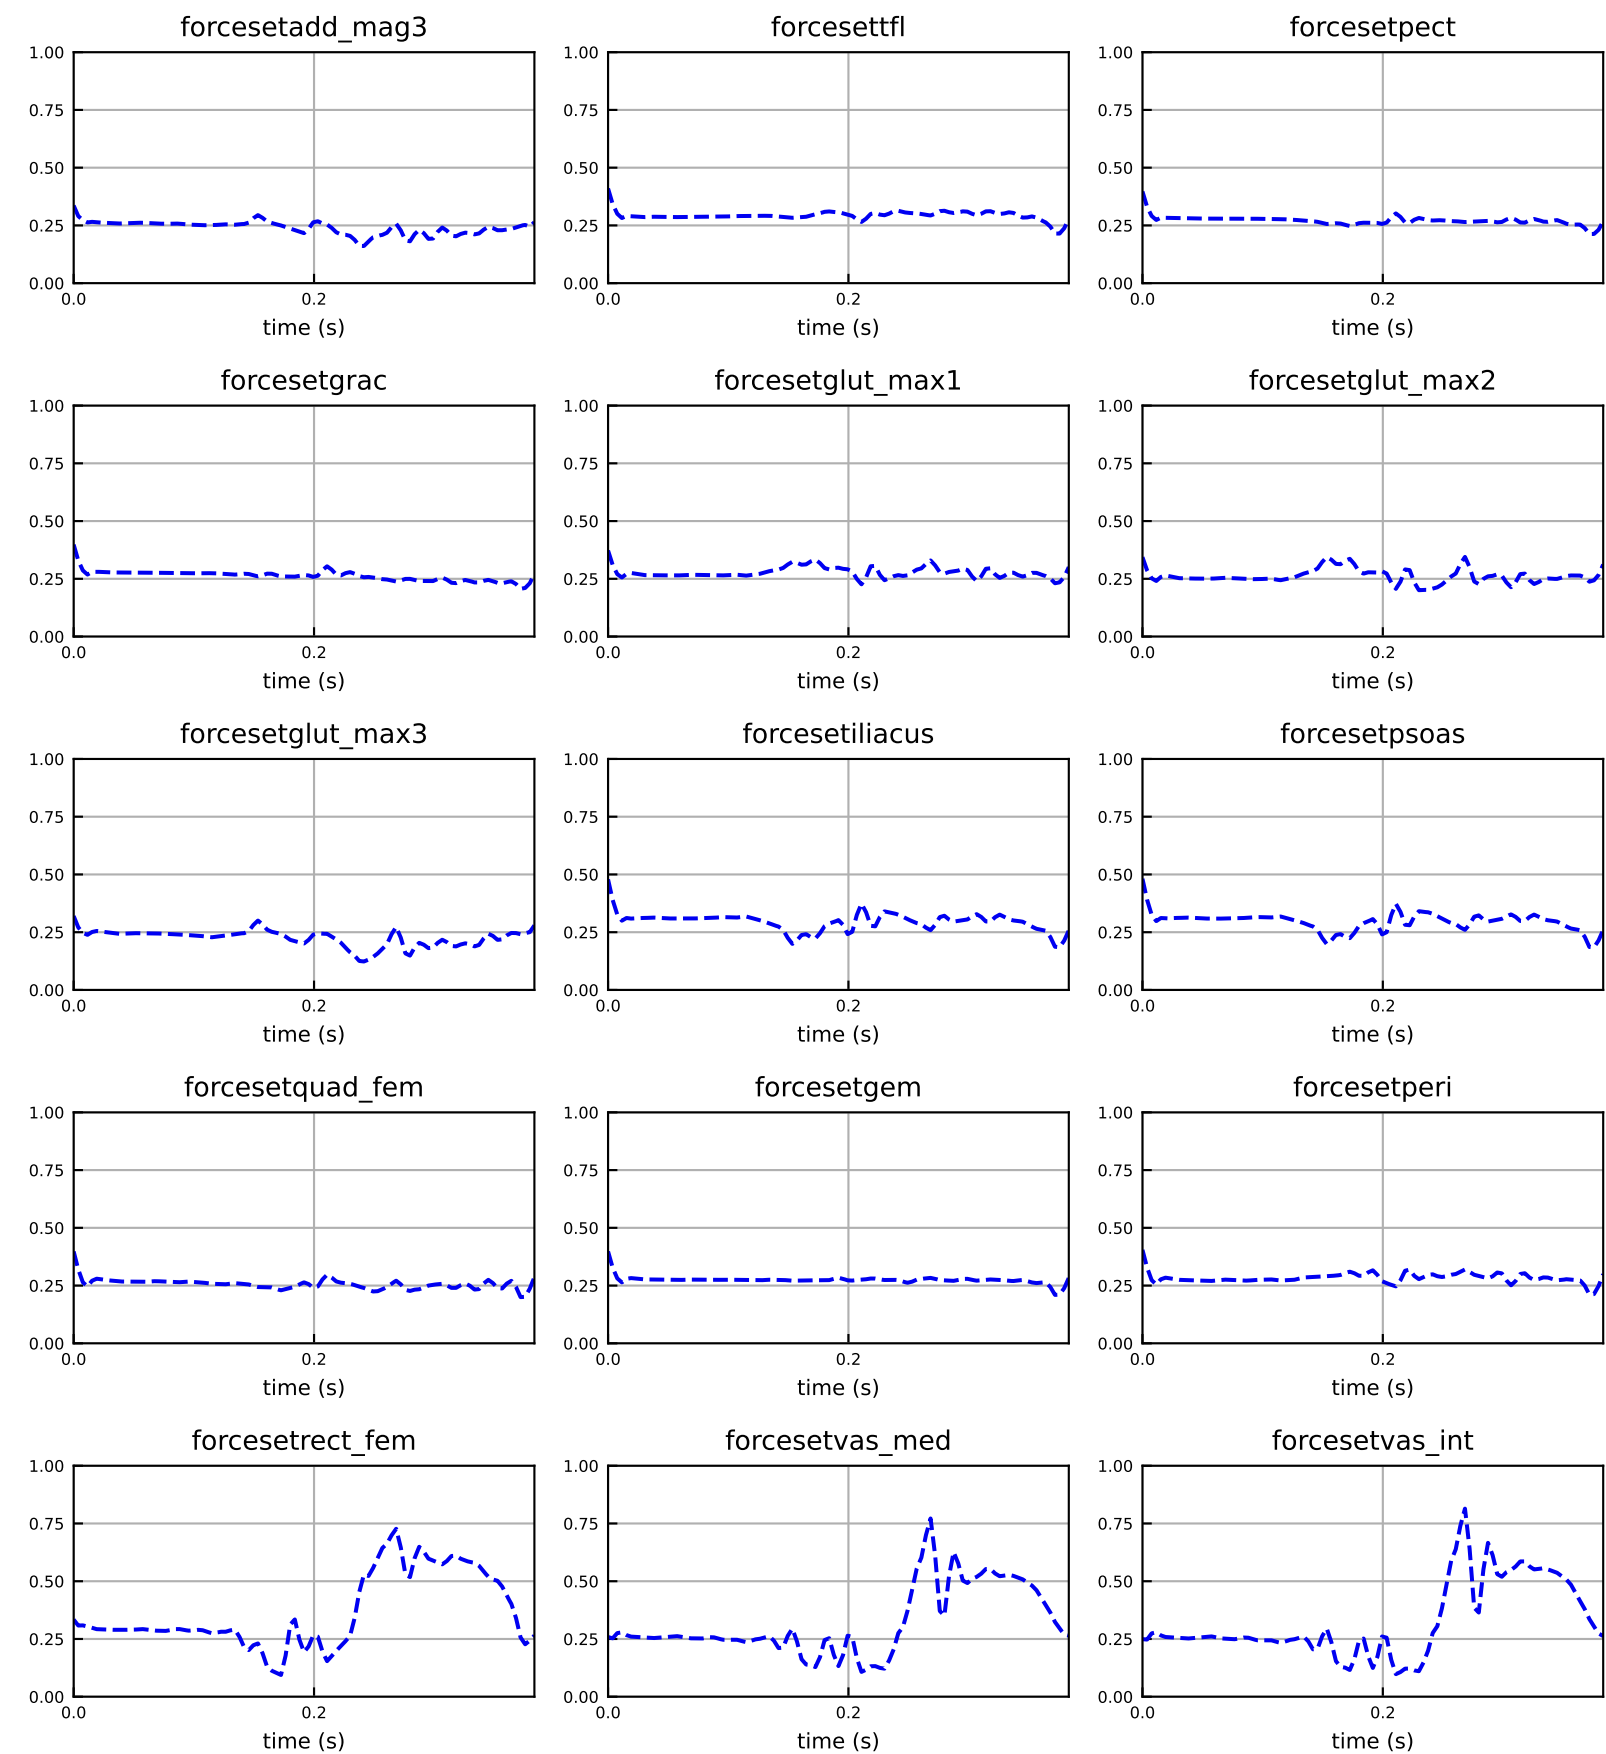 forcesetadd_mag3 forcesettfl forcesetpect
1.00 1.00 1.00
0.75 0.75 0.75
0.50 0.50 0.50
0.25 0.25 0.25
0.00 0.00 0.00
0.0 0.2 0.0 0.2 0.0 0.2
time (s) time (s) time (s)
forcesetgrac forcesetglut_max1 forcesetglut_max2
1.00 1.00 1.00
0.75 0.75 0.75
0.50 0.50 0.50
0.25 0.25 0.25
0.00 0.00 0.00
0.0 0.2 0.0 0.2 0.0 0.2
time (s) time (s) time (s)
forcesetglut_max3 forcesetiliacus forcesetpsoas
1.00 1.00 1.00
0.75 0.75 0.75
0.50 0.50 0.50
0.25 0.25 0.25
0.00 0.00 0.00
0.0 0.2 0.0 0.2 0.0 0.2
time (s) time (s) time (s)
forcesetquad_fem forcesetgem forcesetperi
1.00 1.00 1.00
0.75 0.75 0.75
0.50 0.50 0.50
0.25 0.25 0.25
0.00 0.00 0.00
0.0 0.2 0.0 0.2 0.0 0.2
time (s) time (s) time (s)
forcesetrect_fem forcesetvas_med forcesetvas_int
1.00 1.00 1.00
0.75 0.75 0.75
0.50 0.50 0.50
0.25 0.25 0.25
0.00 0.00 0.00
0.0 0.2 0.0 0.2 0.0 0.2
time (s) time (s) time (s)